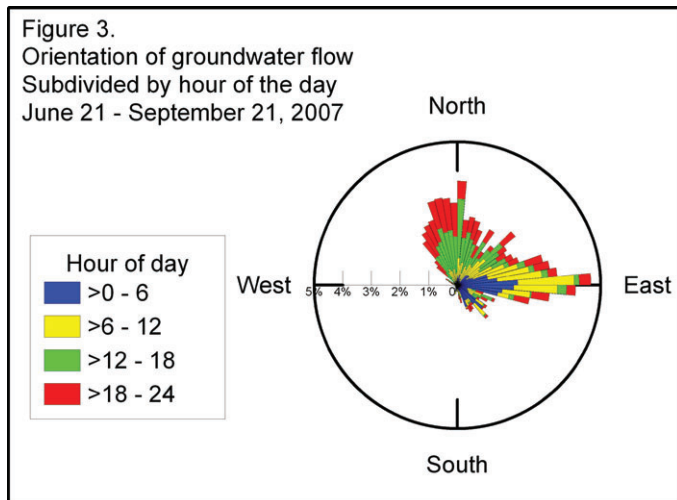 Figure 3.
Orientation of groundwater flow
Subdivided by hour of the day
June 21 - September 21, 2007
North
Hour of day
>0 - 6
>6 - 12
>12 - 18
>18 - 24
West
5% 4% 3% 2% 1% 0
East
South